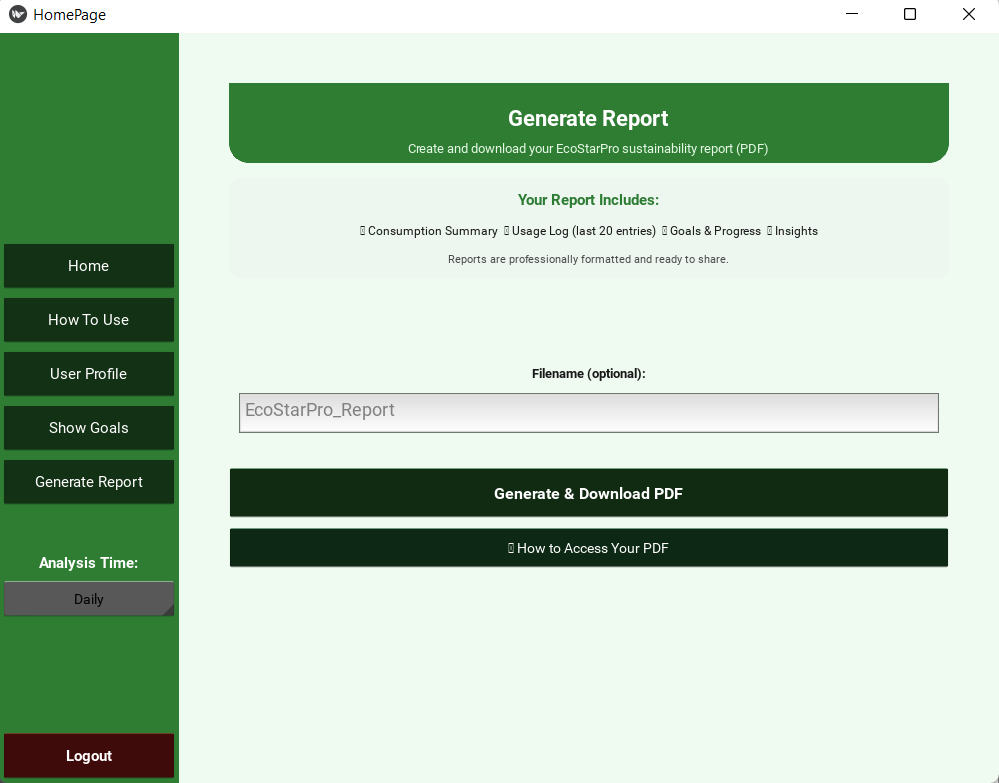 HomePage
Home
How To Use
User Profile
Show Goals
Generate Report
Analysis Time:
Daily
Logout
Generate Report
Create and download your EcoStarPro sustainability report (PDF)
Your Report Includes:
Consumption Summary Usage Log (last 20 entries) Goals & Progress Insights
Reports are professionally formatted and ready to share.
Filename (optional):
EcoStarPro_Report
Generate & Download PDF
How to Access Your PDF